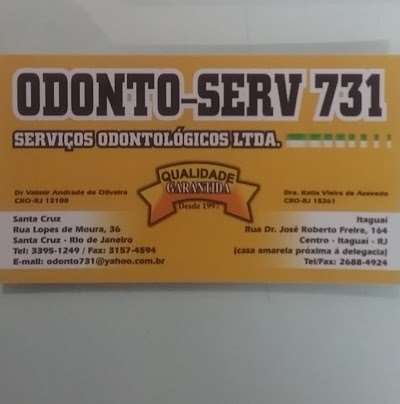 ODONTO-SERV 731
SERVIÇOS ODONTOLÓGICOS LTDA.
QUALIDADE
GARANTIDA
Desde 1997
Dr Valmir Andrade de Oliveira
CRO-RJ 12100
Dra. Katia Vieira de Azevedo
CRO-RJ 15261
Santa Cruz
Rua Lopes de Moura, 36
Santa Cruz - Rio de Janeiro
Tel: 3395-1249 / Fax: 3157-4594
E-mail: odonto731@yahoo.com.br
Itaguaí
Rua Dr. José Roberto Freire, 164
Centro - Itaguaí - RJ
(casa amarela próxima á delegacia)
Tel/Fax: 2688-4924